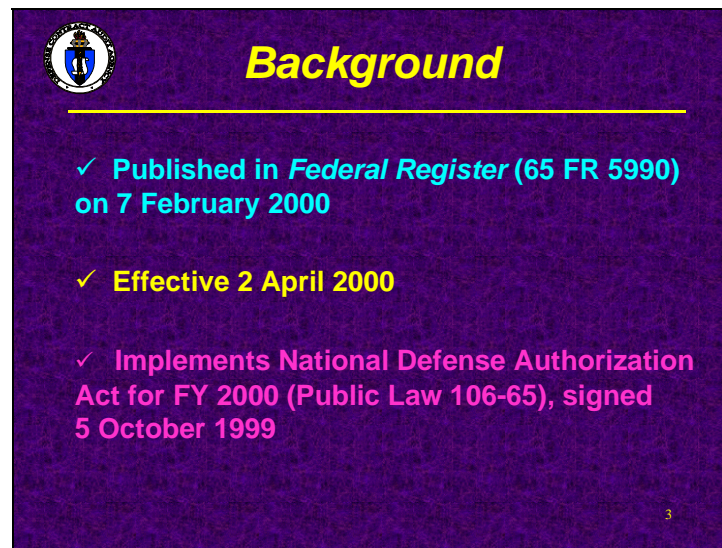 Background
✓ Published in Federal Register (65 FR 5990)
on 7 February 2000
✓ Effective 2 April 2000
✓ Implements National Defense Authorization
Act for FY 2000 (Public Law 106-65), signed
5 October 1999
3